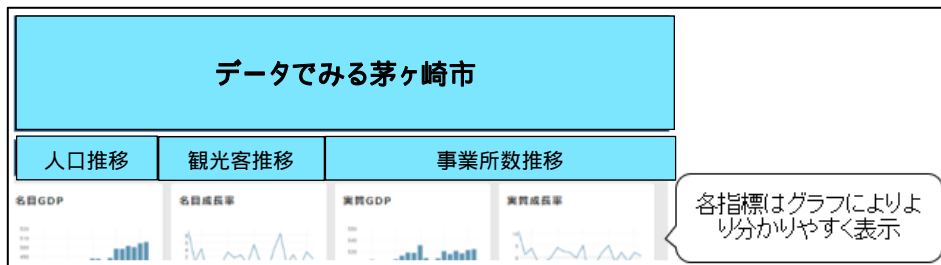 データでみる茅ヶ崎市
人口推移 観光客推移 事業所数推移
名目GDP 名目成長率 実質GDP 実質成長率
各指標はグラフによりよ
り分かりやすく表示